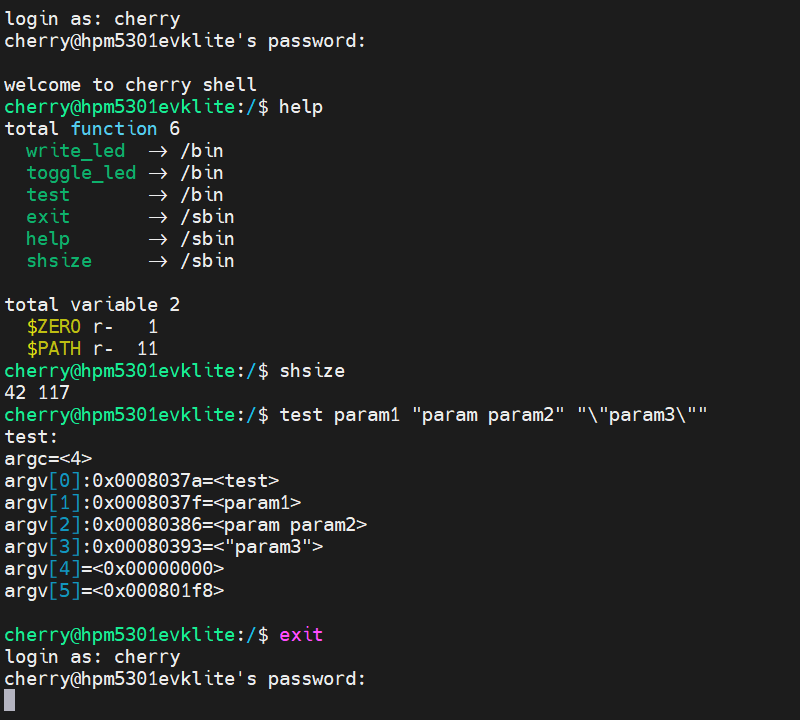 login as: cherry
cherry@hpm5301evklite's password:
welcome to cherry shell
cherry@hpm5301evklite:/$ help
total function 6
  write_led  -> /bin
  toggle_led -> /bin
  test       -> /bin
  exit       -> /sbin
  help       -> /sbin
  shsize     -> /sbin
total variable 2
  $ZERO r-   1
  $PATH r-  11
cherry@hpm5301evklite:/$ shsize
42 117
cherry@hpm5301evklite:/$ test param1 "param param2" "\"param3\""
test:
argc=<4>
argv[0]:0x0008037a=<test>
argv[1]:0x0008037f=<param1>
argv[2]:0x00080386=<param param2>
argv[3]:0x00080393=<"param3">
argv[4]=<0x00000000>
argv[5]=<0x000801f8>
cherry@hpm5301evklite:/$ exit
login as: cherry
cherry@hpm5301evklite's password: